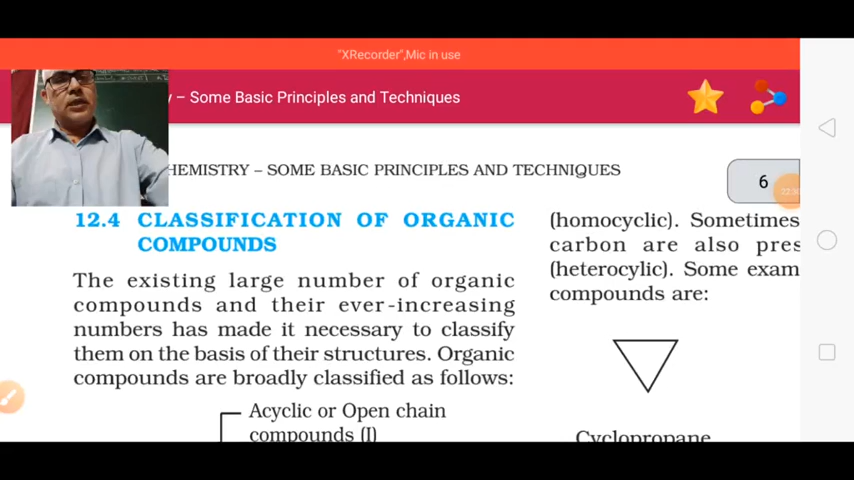 "XRecorder",Mic in use
– Some Basic Principles and Techniques
HEMISTRY – SOME BASIC PRINCIPLES AND TECHNIQUES
6
22:30
12.4 CLASSIFICATION OF ORGANIC
COMPOUNDS
The existing large number of organic
compounds and their ever-increasing
numbers has made it necessary to classify
them on the basis of their structures. Organic
compounds are broadly classified as follows:
Acyclic or Open chain
compounds (I)
(homocyclic). Sometimes
carbon are also pres
(heterocylic). Some exam
compounds are:
Cyclopropane